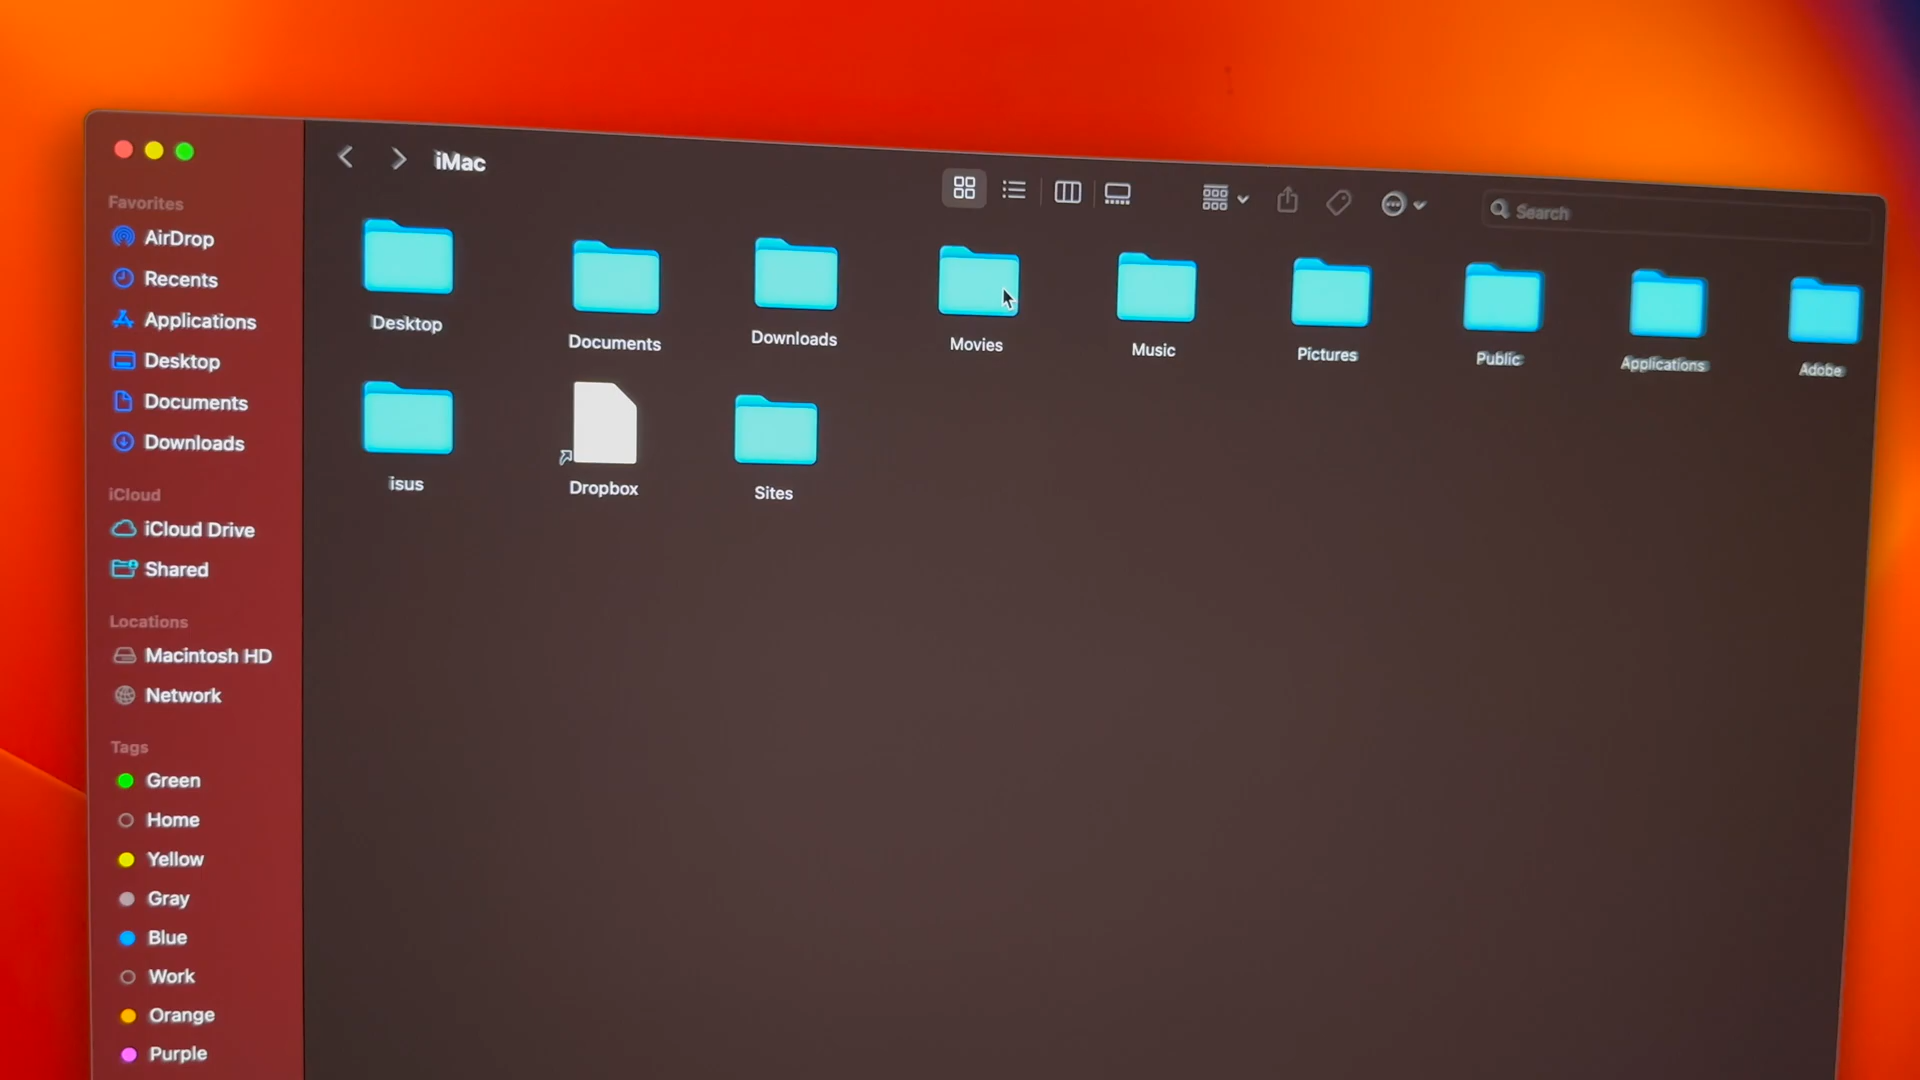 iMac
Search
Favorites
AirDrop
Recents
Applications
Desktop
Documents
Downloads
iCloud
iCloud Drive
Shared
Locations
Macintosh HD
Network
Tags
Green
Home
Yellow
Gray
Blue
Work
Orange
Purple
Desktop
Documents
Downloads
Movies
Music
Pictures
Public
Applications
Adobe
isus
Dropbox
Sites